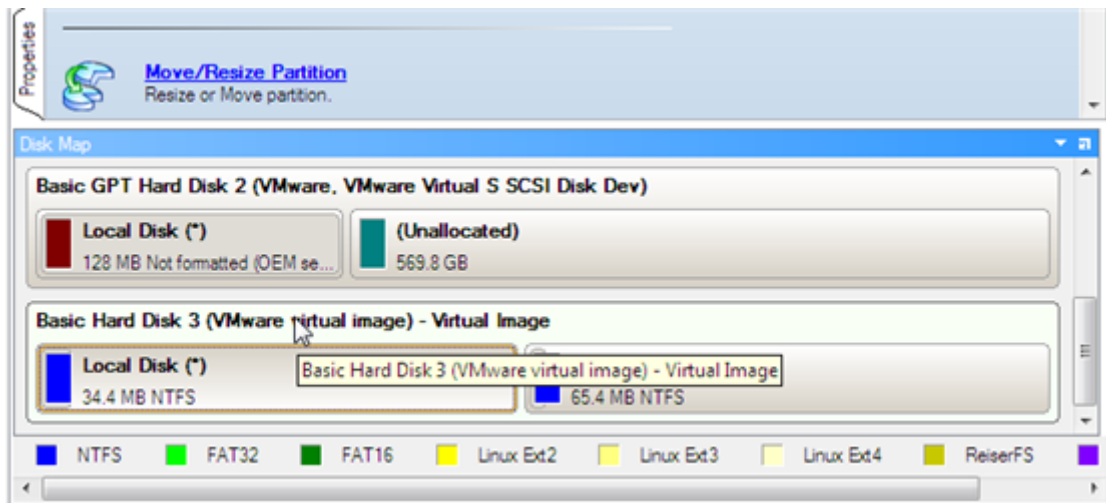 Properties
Move/Resize Partition
Resize or Move partition.
Disk Map
Basic GPT Hard Disk 2 (VMware, VMware Virtual S SCSI Disk Dev)
Local Disk (*)
128 MB Not formatted (OEM se...
(Unallocated)
569.8 GB
Basic Hard Disk 3 (VMware virtual image) - Virtual Image
Local Disk (*)
34.4 MB NTFS
Basic Hard Disk 3 (VMware virtual image) - Virtual Image
65.4 MB NTFS
NTFS FAT32 FAT16 Linux Ext2 Linux Ext3 Linux Ext4 ReiserFS